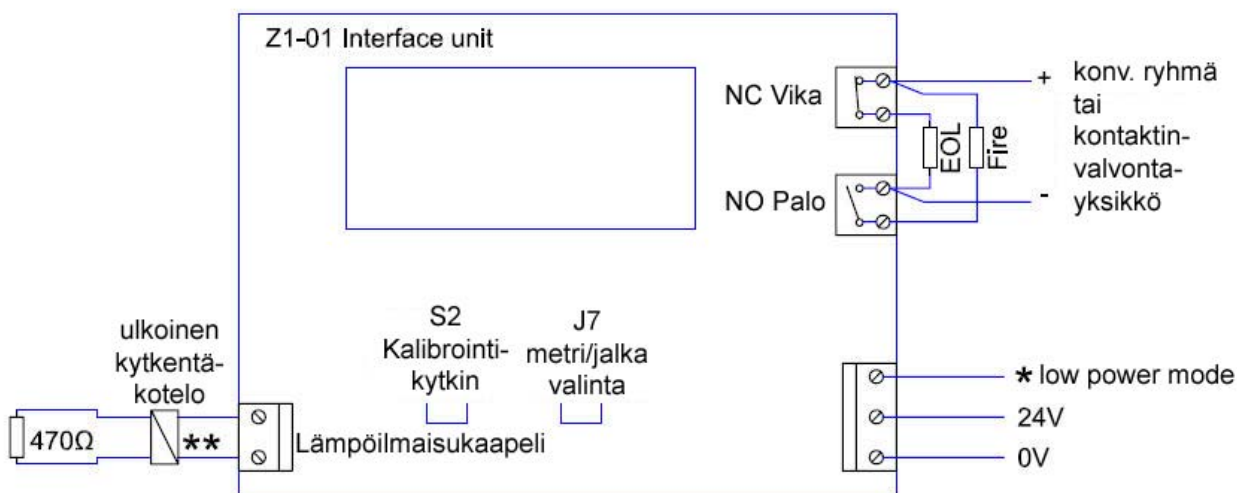 Z1-01 Interface unit
NC Vika
+
konv. ryhmä
tai
kontaktin-
valvonta-
yksikkö
EOL
Fire
NO Palo
-
S2
Kalibrointi-
kytkin
J7
metri/jalka
valinta
ulkoinen
kytkentä-
kotelo
470Ω
**
Lämpöilmaisukaapeli
* low power mode
24V
0V